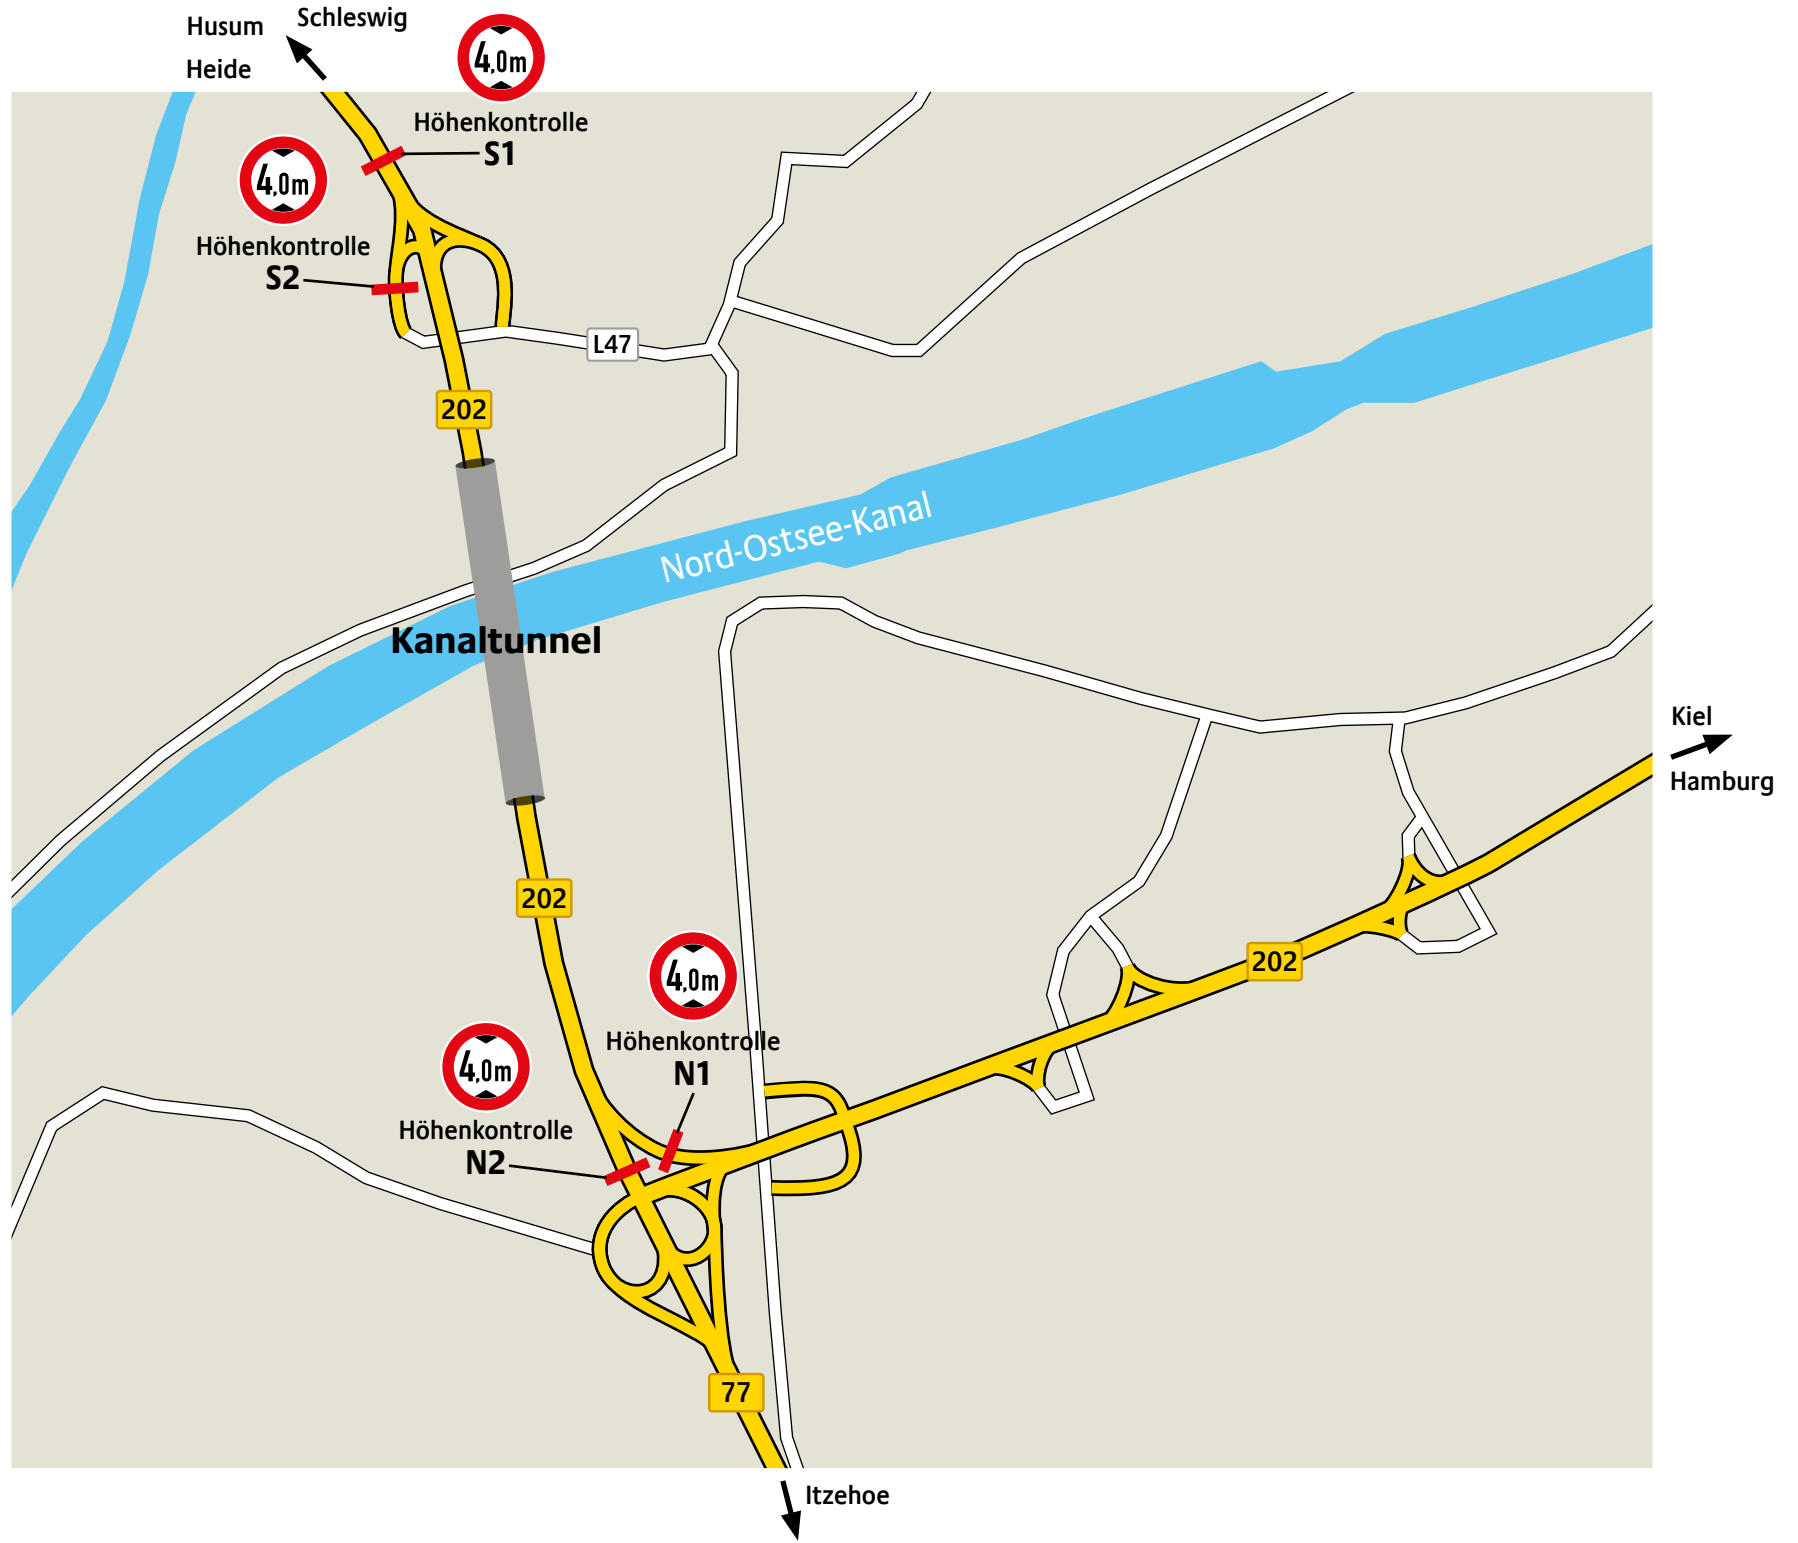 Schleswig
Husum
Heide
4,0m
Höhenkontrolle
S1
4,0m
Höhenkontrolle
S2
L47
202
Nord-Ostsee-Kanal
Kanaltunnel
Kiel
Hamburg
202
202
4,0m
Höhenkontrolle
N1
4,0m
Höhenkontrolle
N2
77
Itzehoe